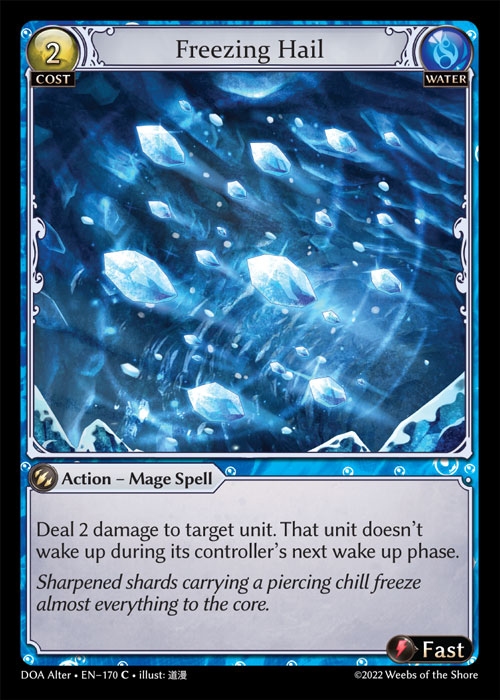 2
Freezing Hail
COST
WATER
Action – Mage Spell
Deal 2 damage to target unit. That unit doesn't
wake up during its controller's next wake up phase.
Sharpened shards carrying a piercing chill freeze
almost everything to the core.
Fast
DOA Alter • EN–170 C • illust: 道漫
©2022 Weebs of the Shore